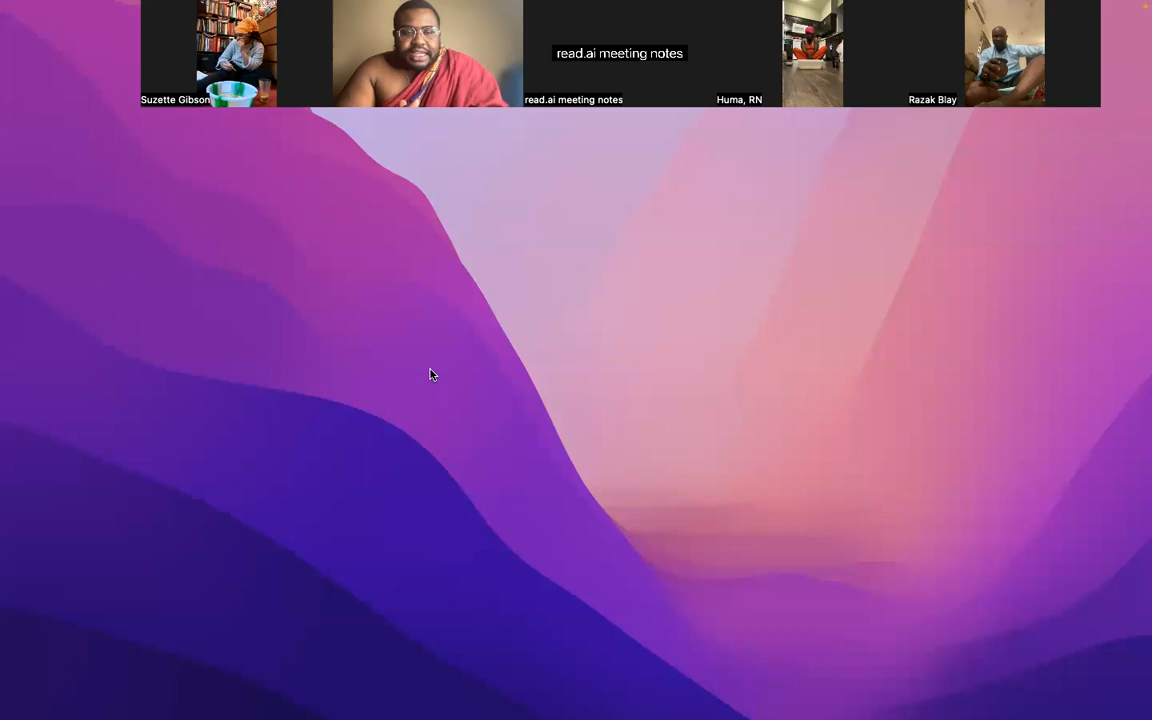 read.ai meeting notes
Suzette Gibson
read.ai meeting notes
Huma, RN
Razak Blay